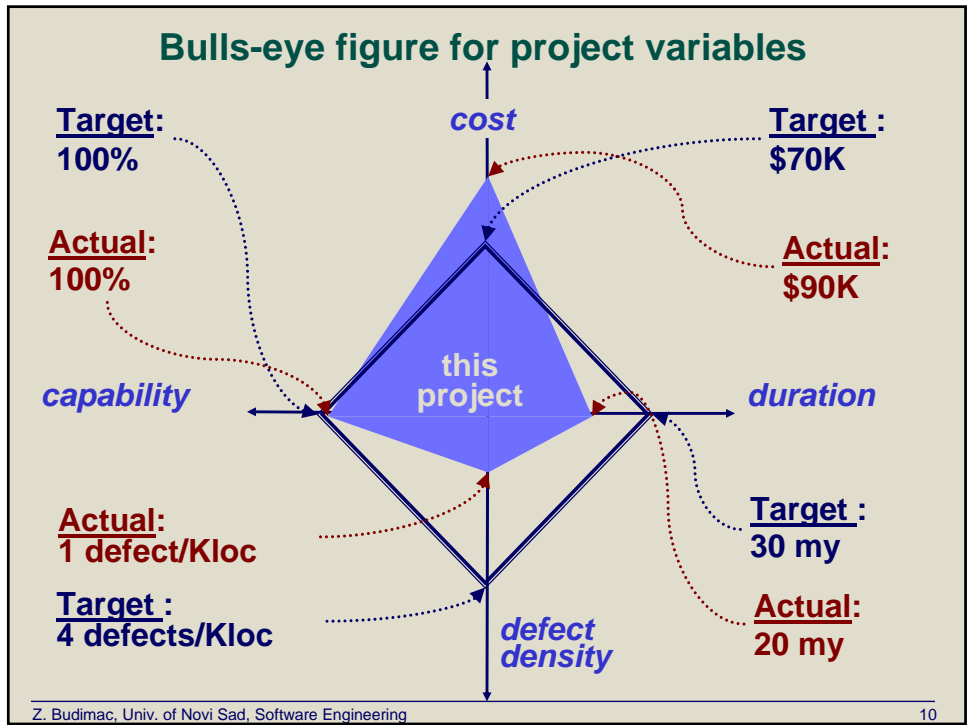 Bulls-eye figure for project variables
Target:
100%
cost
Target :
$70K
Actual:
100%
Actual:
$90K
this
project
capability
duration
Actual:
1 defect/Kloc
Target :
30 my
Target :
4 defects/Kloc
Actual:
20 my
defect
density
Z. Budimac, Univ. of Novi Sad, Software Engineering
10